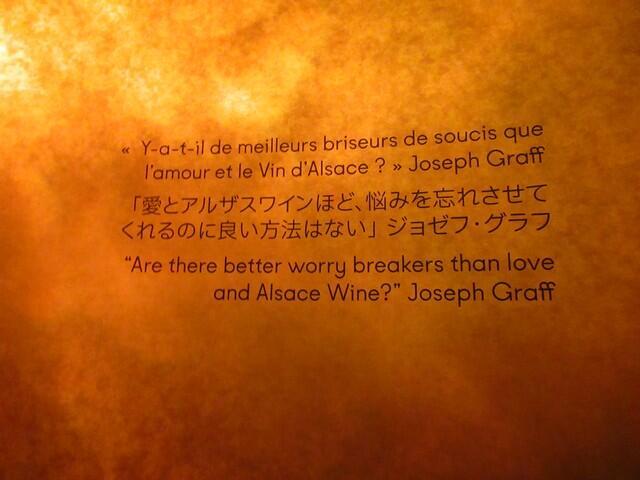 « Y-a-t-il de meilleurs briseurs de soucis que
l'amour et le Vin d'Alsace ? » Joseph Graff
「愛とアルザスワインほど、悩みを忘れさせて
くれるのに良い方法はない」 ジョゼフ・グラフ
“Are there better worry breakers than love
and Alsace Wine?” Joseph Graff